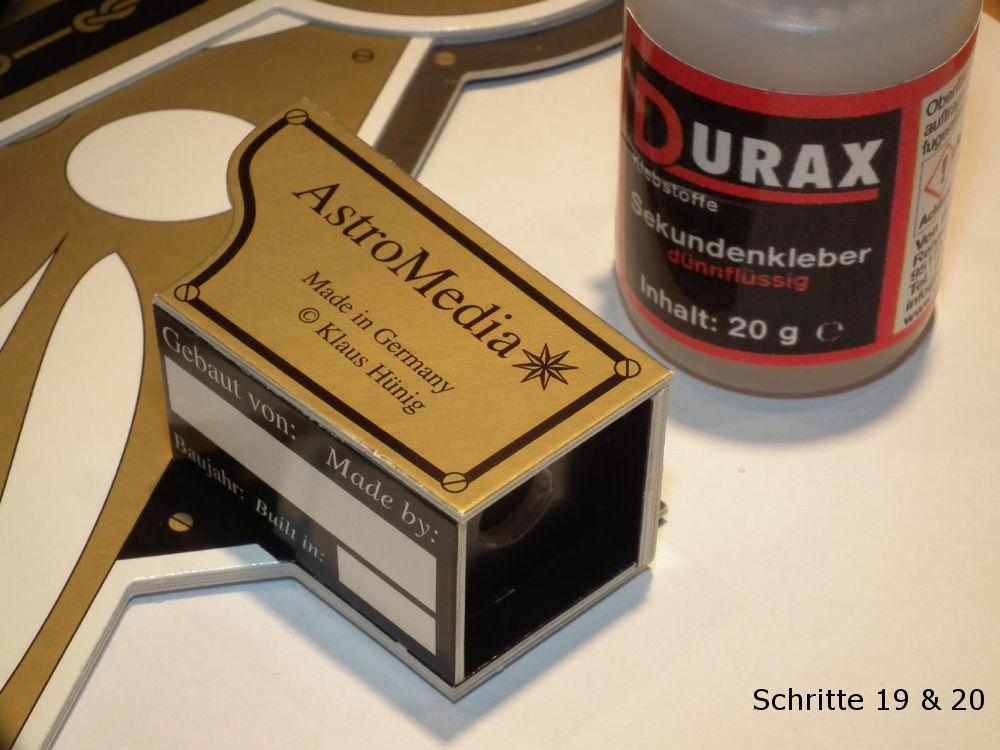 AstroMedia
Made in Germany
© Klaus Hünig
Gebaut von:
Made by:
Baujahr:
Built in:
DURAX
Klebstoffe
Sekundenkleber
dünnflüssig
Inhalt: 20 g ℮
Schritte 19 & 20